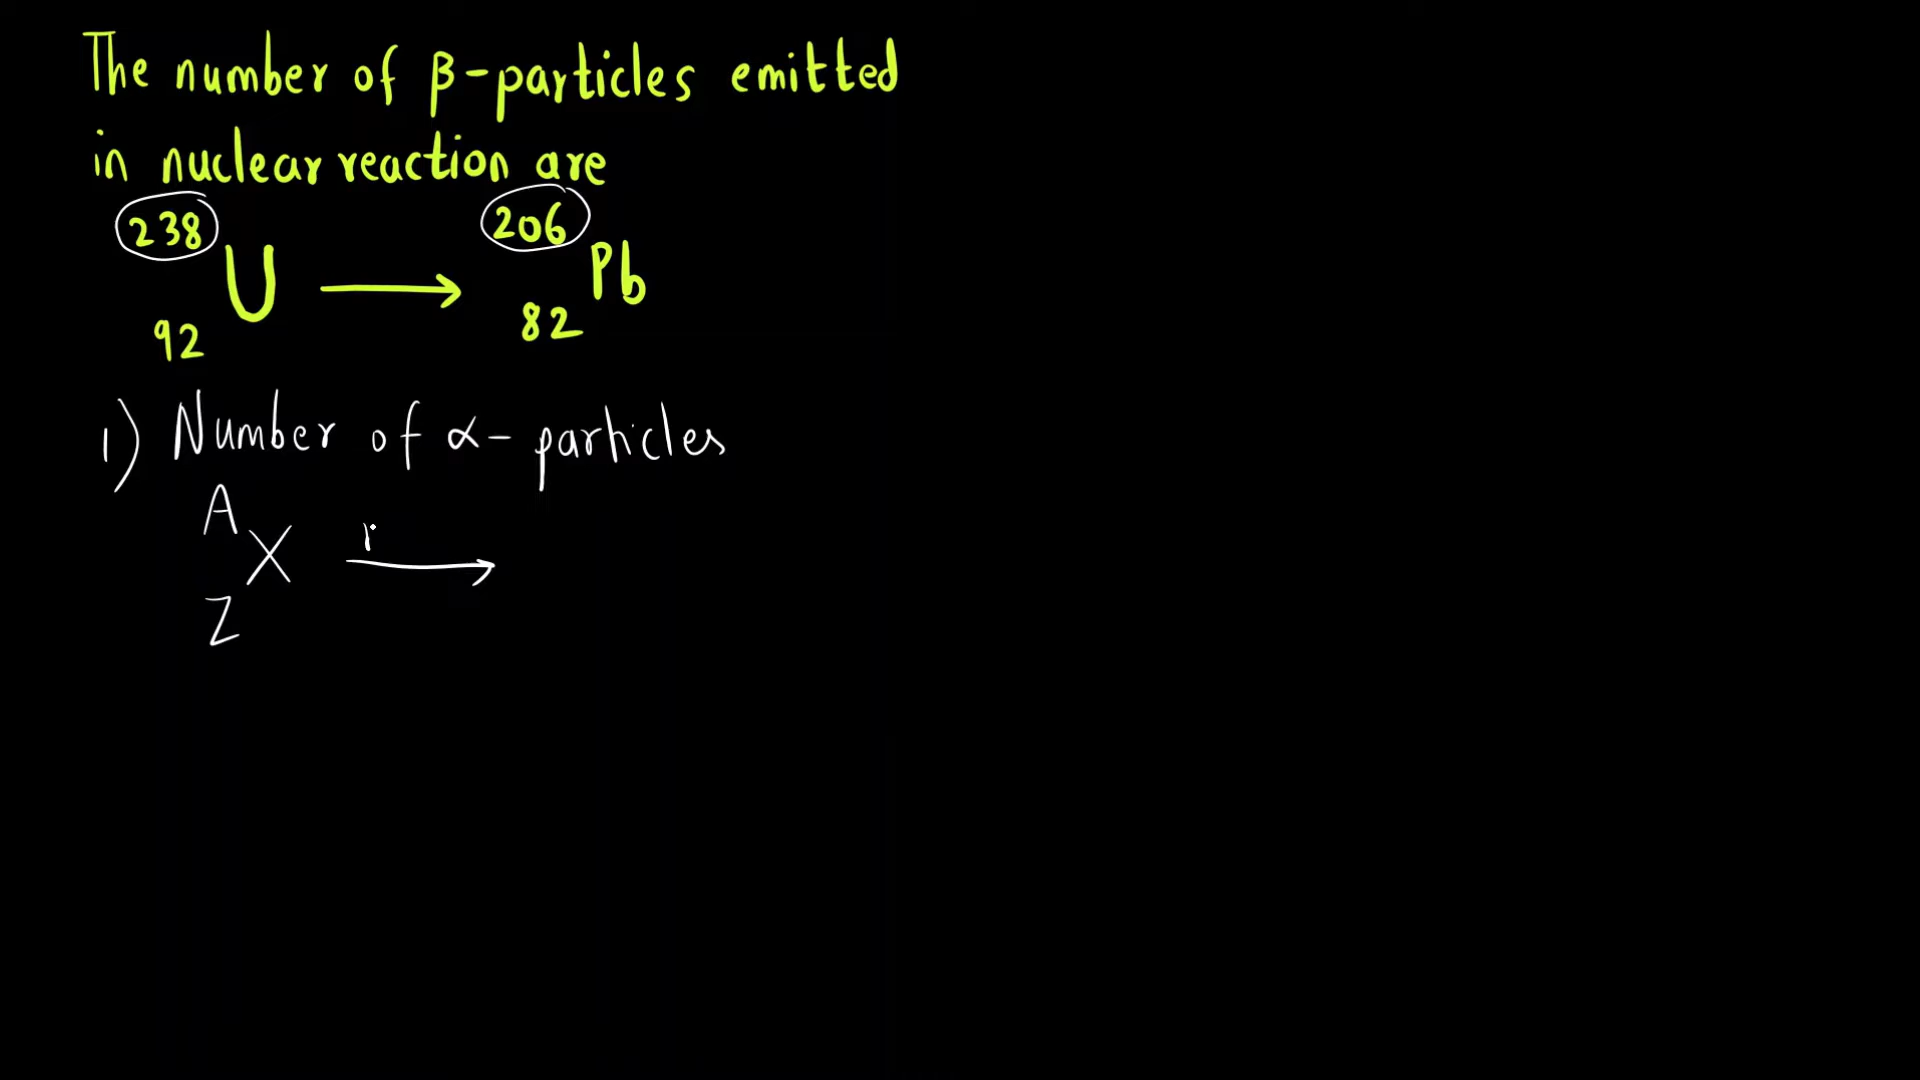 The number of β-particles emitted
in nuclear reaction are
238 U → 206 Pb
92 82
1) Number of α- particles
A
X →
Z